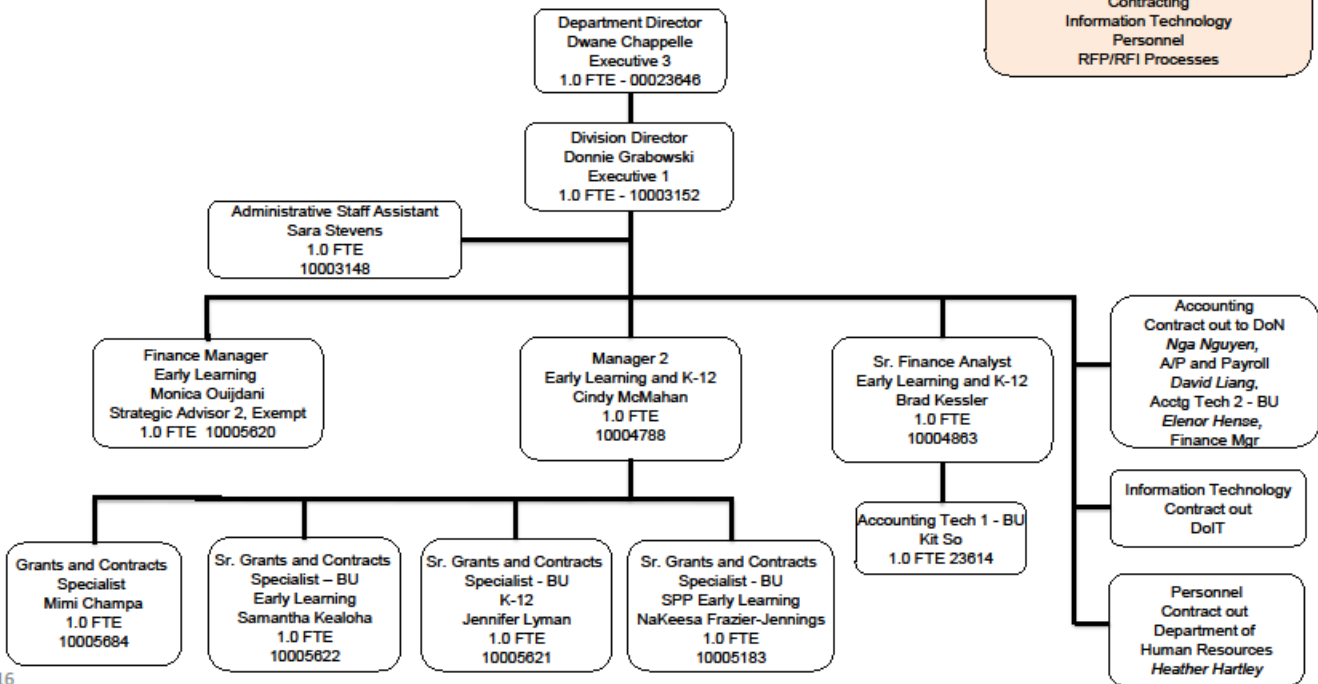 Contracting
Information Technology
Personnel
RFP/RFI Processes
Department Director
Dwane Chappelle
Executive 3
1.0 FTE - 00023646
Division Director
Donnie Grabowski
Executive 1
1.0 FTE - 10003152
Administrative Staff Assistant
Sara Stevens
1.0 FTE
10003148
Finance Manager
Early Learning
Monica Ouijdani
Strategic Advisor 2, Exempt
1.0 FTE 10005620
Manager 2
Early Learning and K-12
Cindy McMahan
1.0 FTE
10004788
Sr. Finance Analyst
Early Learning and K-12
Brad Kessler
1.0 FTE
10004863
Accounting
Contract out to DoN
Nga Nguyen,
A/P and Payroll
David Liang,
Acctg Tech 2 - BU
Elenor Hense,
Finance Mgr
Information Technology
Contract out
DoIT
Personnel
Contract out
Department of
Human Resources
Heather Hartley
Accounting Tech 1 - BU
Kit So
1.0 FTE 23614
Grants and Contracts
Specialist
Mimi Champa
1.0 FTE
10005684
Sr. Grants and Contracts
Specialist – BU
Early Learning
Samantha Kealoha
1.0 FTE
10005622
Sr. Grants and Contracts
Specialist - BU
K-12
Jennifer Lyman
1.0 FTE
10005621
Sr. Grants and Contracts
Specialist - BU
SPP Early Learning
NaKeesa Frazier-Jennings
1.0 FTE
10005183
16